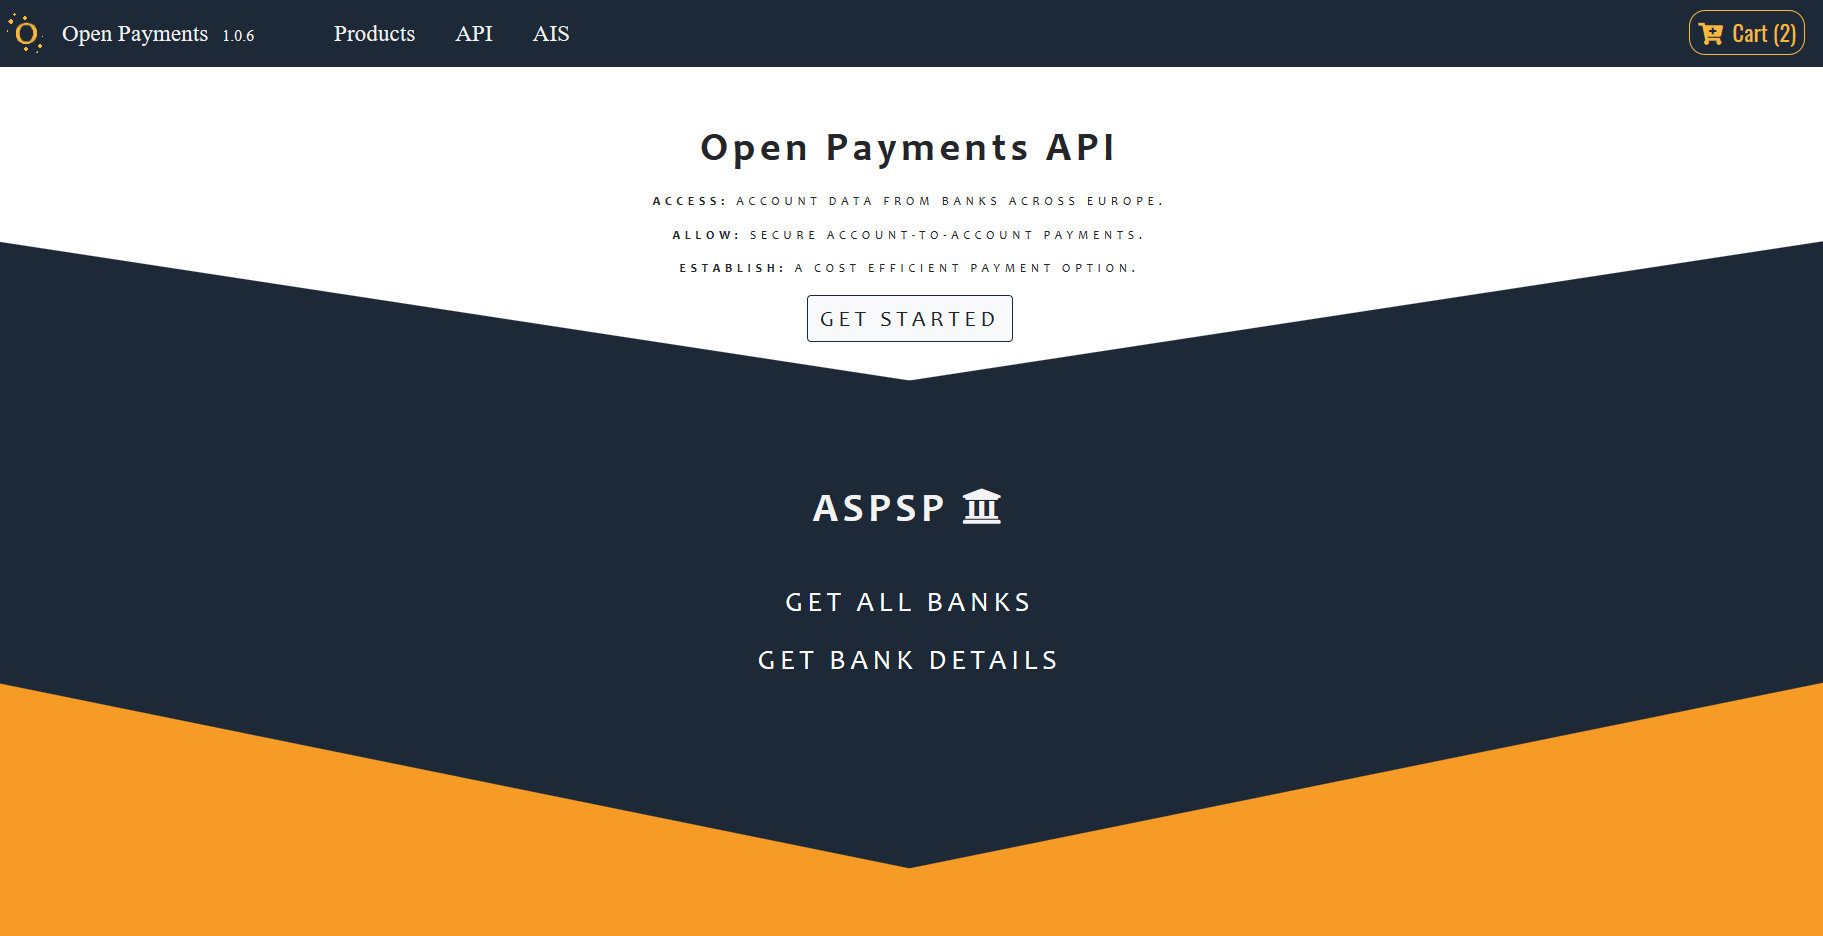 O Open Payments 1.0.6 Products API AIS Cart (2)
Open Payments API
ACCESS: ACCOUNT DATA FROM BANKS ACROSS EUROPE.
ALLOW: SECURE ACCOUNT-TO-ACCOUNT PAYMENTS.
ESTABLISH: A COST EFFICIENT PAYMENT OPTION.
GET STARTED
ASPSP
GET ALL BANKS
GET BANK DETAILS